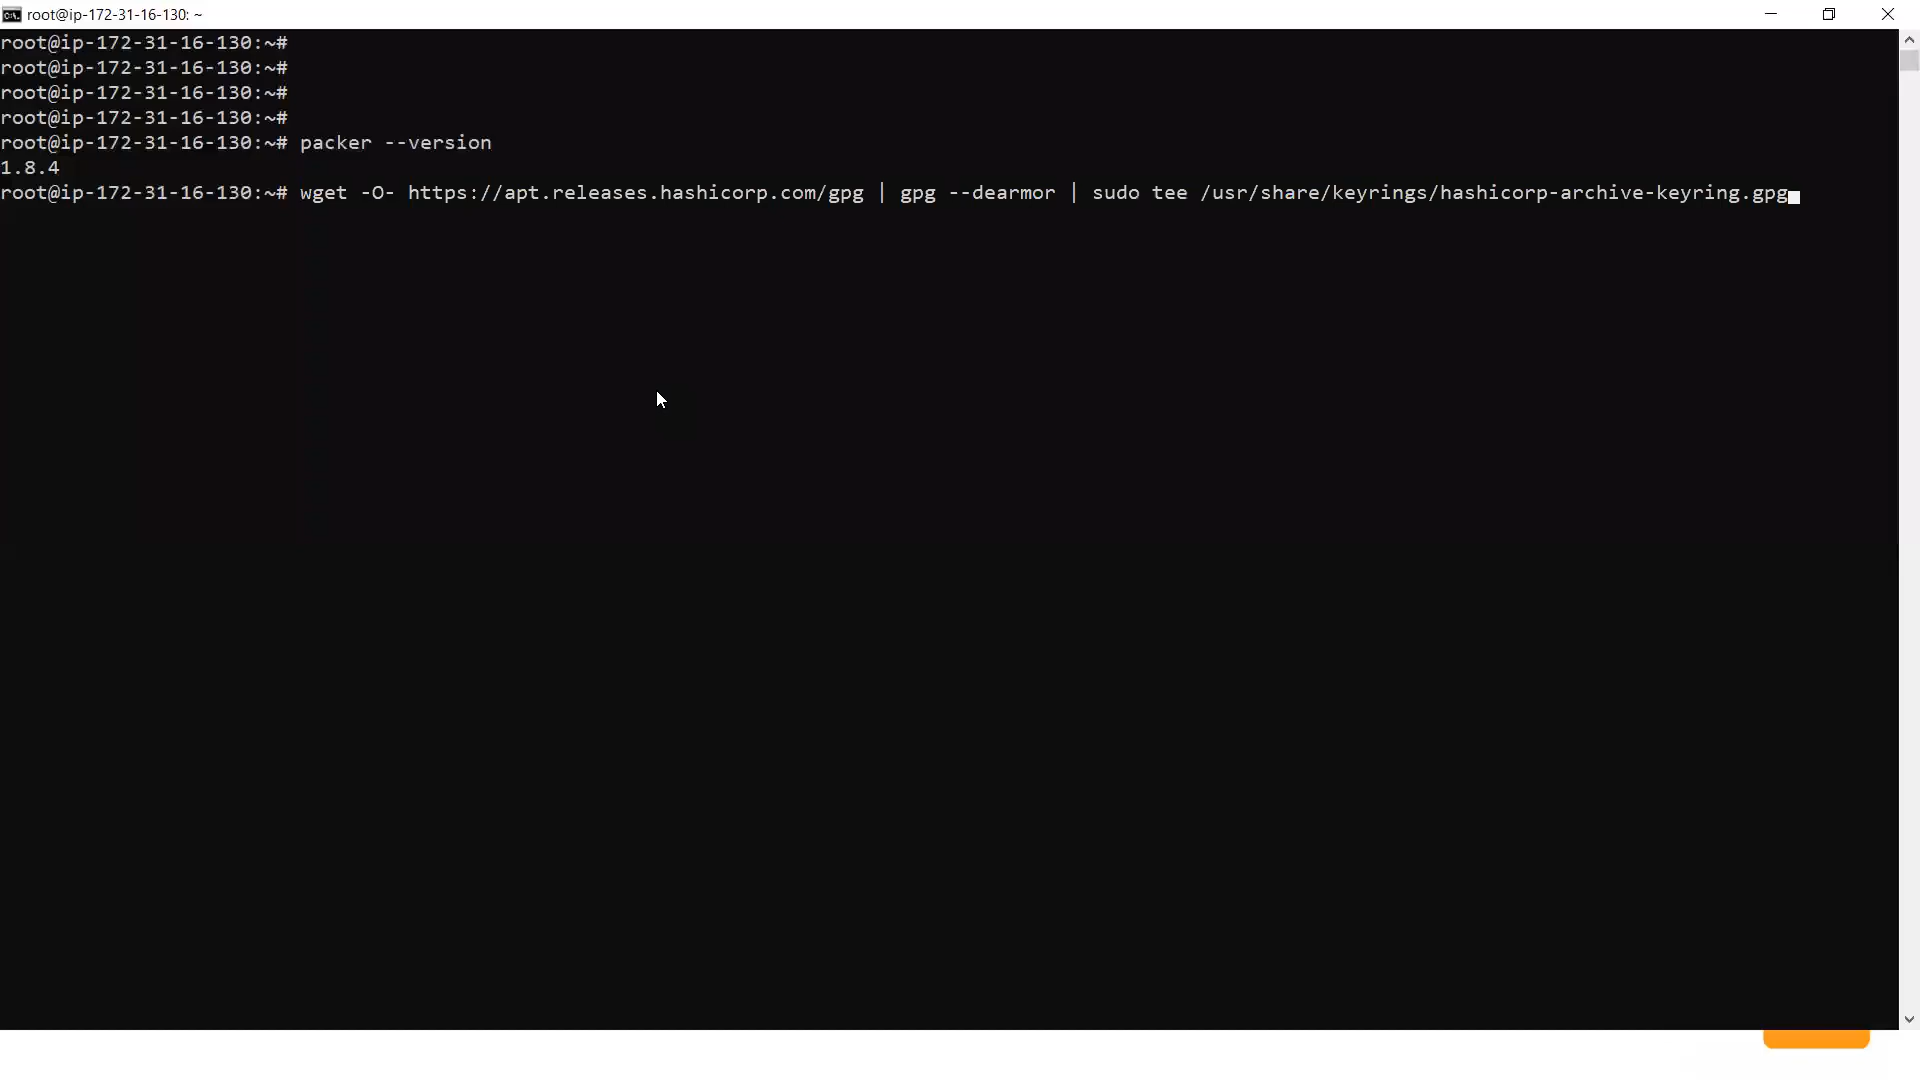 root@ip-172-31-16-130: ~
root@ip-172-31-16-130:~#
root@ip-172-31-16-130:~#
root@ip-172-31-16-130:~#
root@ip-172-31-16-130:~#
root@ip-172-31-16-130:~# packer --version
1.8.4
root@ip-172-31-16-130:~# wget -O- https://apt.releases.hashicorp.com/gpg | gpg --dearmor | sudo tee /usr/share/keyrings/hashicorp-archive-keyring.gpg